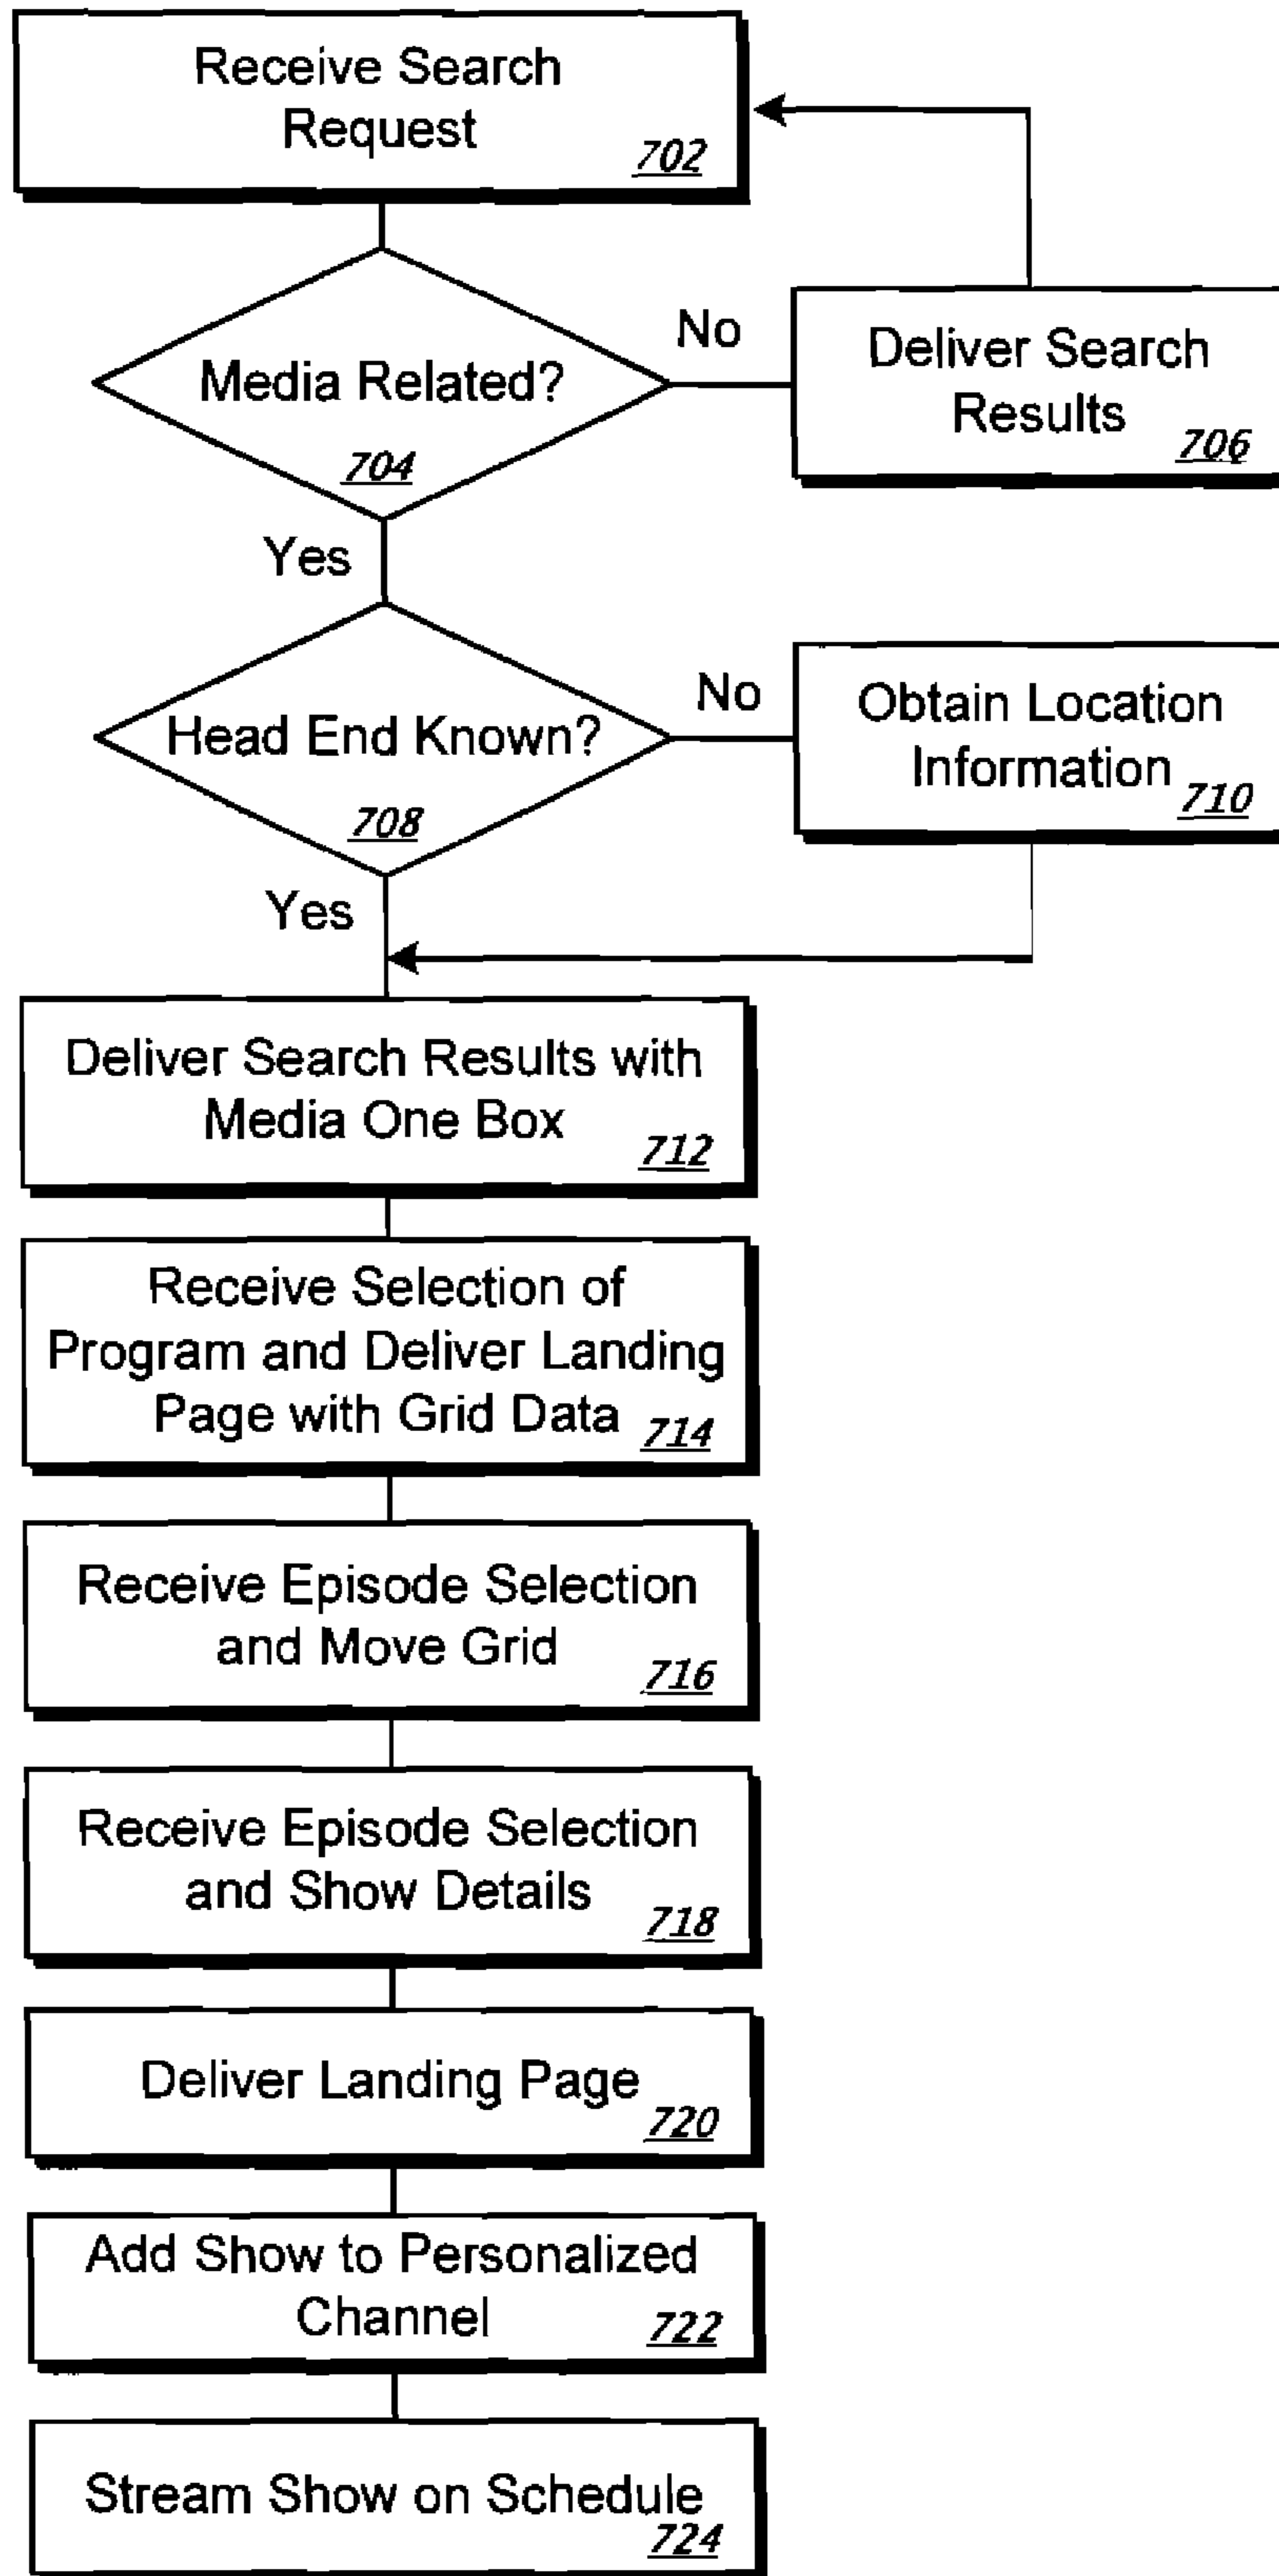 Receive Search
Request
702
Media Related?
704
No
Deliver Search
Results
706
Yes
Head End Known?
708
No
Obtain Location
Information
710
Yes
Deliver Search Results with
Media One Box
712
Receive Selection of
Program and Deliver Landing
Page with Grid Data 714
Receive Episode Selection
and Move Grid
716
Receive Episode Selection
and Show Details
718
Deliver Landing Page
720
Add Show to Personalized
Channel
722
Stream Show on Schedule
724